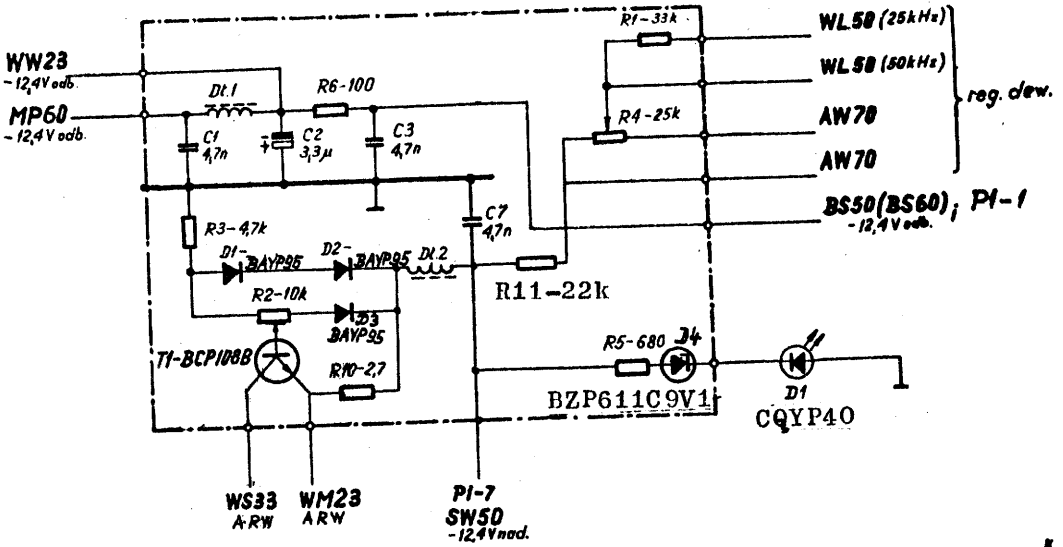 WW23
-12,4V odb.
MP60
-12,4V odb.
Dł.1
R6-100
C1
4,7n
C2
3,3µ
+
C3
4,7n
R1-33k
WL50 (25kHz)
WL50 (50kHz)
R4-25k
AW70
AW70
reg. dew.
BS50(BS60); P1-1
-12,4V odb.
C7
4,7n
R3-4,7k
D1-
BAYP95
D2-
BAYP95
Dł.2
R11-22k
R2-10k
D3
BAYP95
T1-BCP108B
R10-2,7
R5-680
D4
BZP611C9V1
D1
CQYP40
WS33
ARW
WM23
ARW
P1-7
SW50
-12,4V nad.